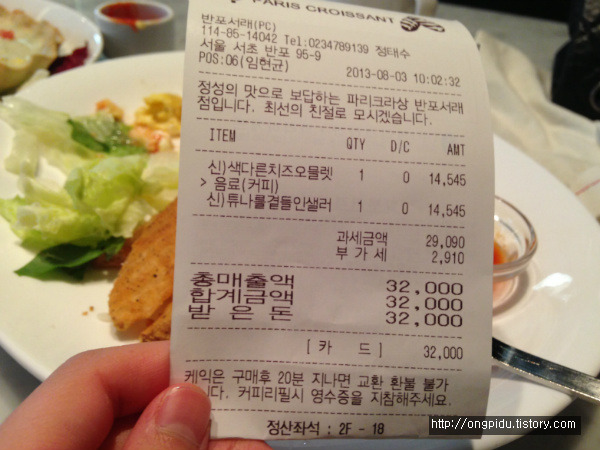 PARIS CROISSANT
반포서래(PC)
114-85-14042 Tel:0234789139 정태수
서울 서초 반포 95-9
POS:06(임현균) 2013-08-03 10:02:32
정성의 맛으로 보답하는 파리크라상 반포서래
점입니다. 최선의 친절로 모시겠습니다.
ITEM QTY D/C AMT
신)색다른치즈오믈렛 1 0 14,545
> 음료(커피)
신)튜나를곁들인샐러 1 0 14,545
과세금액 29,090
부 가 세 2,910
총매출액 32,000
합계금액 32,000
받 은 돈 32,000
[ 카 드 ] 32,000
케익은 구매후 20분 지나면 교환 환불 불가
다. 커피리필시 영수증을 지참해주세요.
정산좌석 : 2F - 18
http://ongpidu.tistory.com